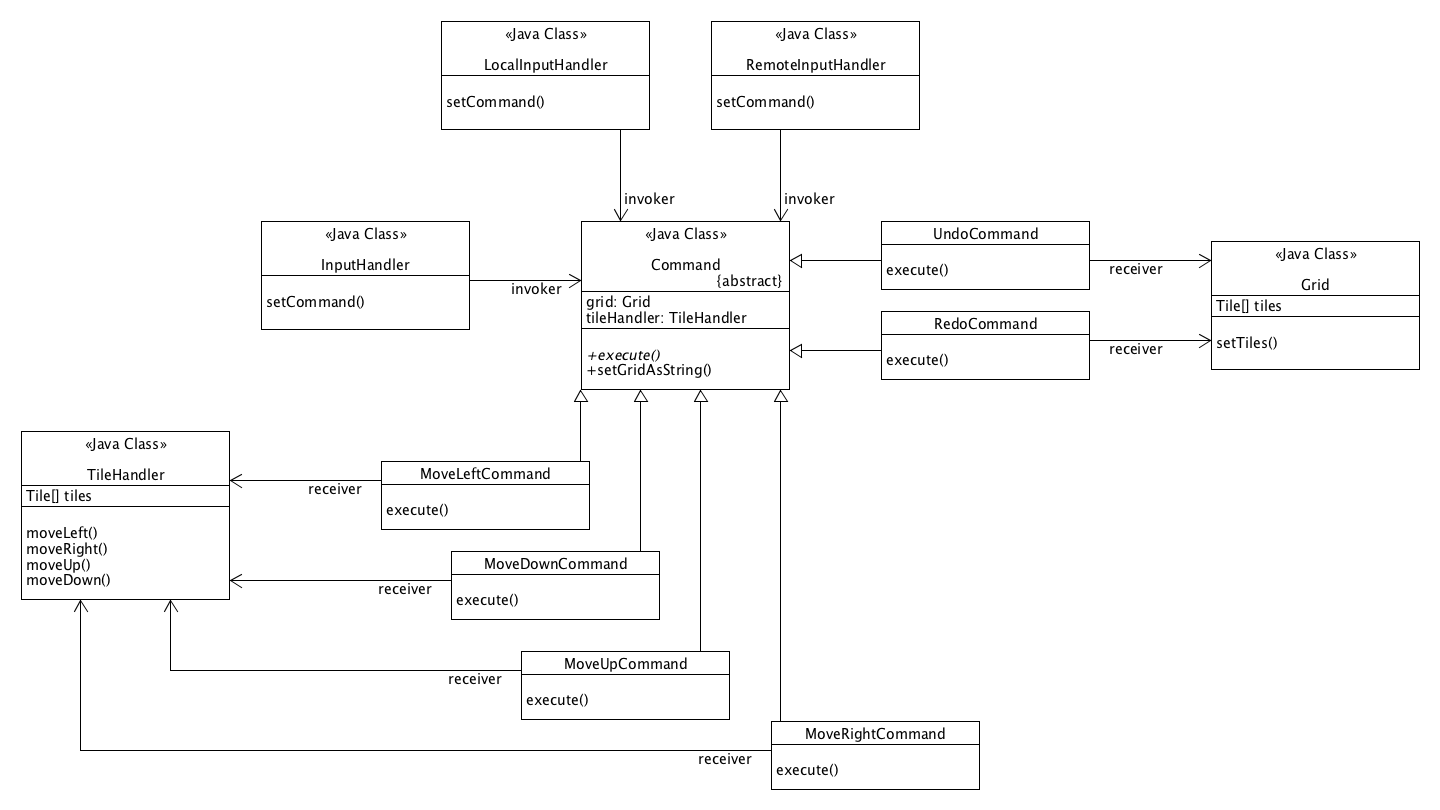 «Java Class»
LocalInputHandler
setCommand()
«Java Class»
RemoteInputHandler
setCommand()
invoker
invoker
«Java Class»
InputHandler
setCommand()
invoker
«Java Class»
Command
{abstract}
grid: Grid
tileHandler: TileHandler
+execute()
+setGridAsString()
UndoCommand
execute()
receiver
RedoCommand
execute()
receiver
«Java Class»
Grid
Tile[] tiles
setTiles()
«Java Class»
TileHandler
Tile[] tiles
moveLeft()
moveRight()
moveUp()
moveDown()
receiver
MoveLeftCommand
execute()
receiver
MoveDownCommand
execute()
receiver
MoveUpCommand
execute()
receiver
MoveRightCommand
execute()